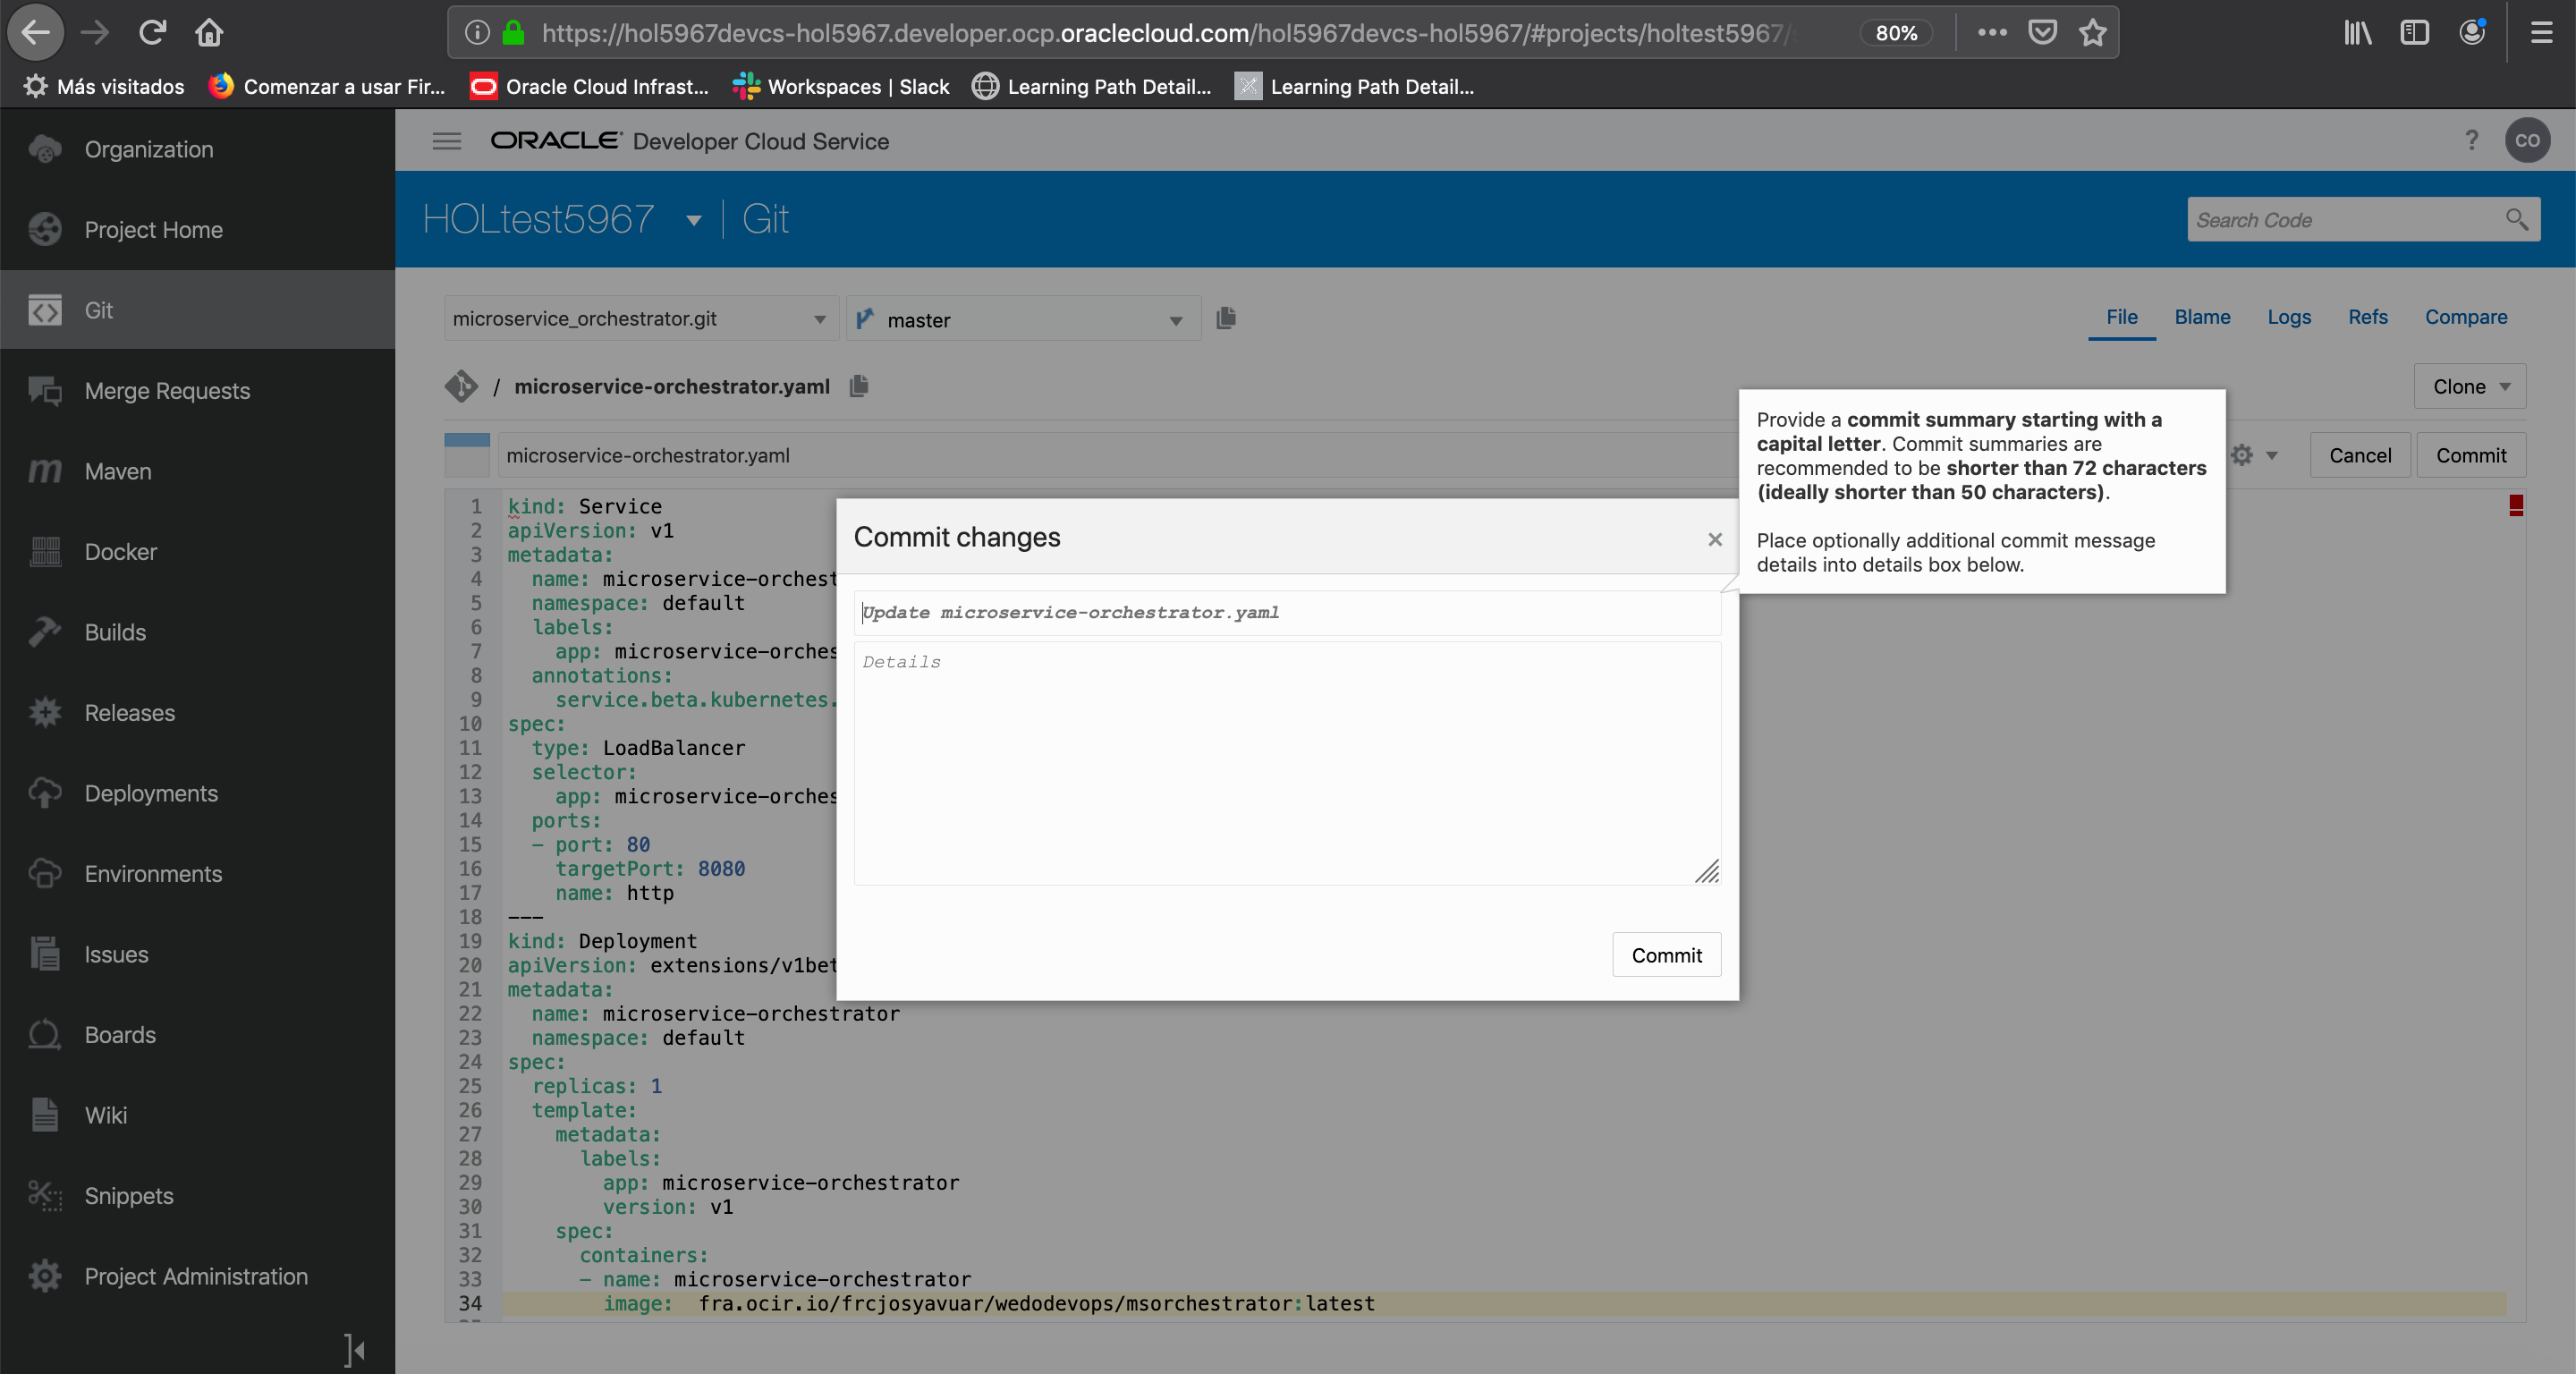 https://hol5967devcs-hol5967.developer.ocp.oraclecloud.com/hol5967devcs-hol5967/#projects/holtest5967/
80%
Más visitados
Comenzar a usar Fir...
Oracle Cloud Infrast...
Workspaces | Slack
Learning Path Detail...
Learning Path Detail...
Organization
Project Home
Git
Merge Requests
Maven
Docker
Builds
Releases
Deployments
Environments
Issues
Boards
Wiki
Snippets
Project Administration
ORACLE Developer Cloud Service
?
CO
HOLtest5967
Git
Search Code
microservice_orchestrator.git
master
File
Blame
Logs
Refs
Compare
/ microservice-orchestrator.yaml
Clone
microservice-orchestrator.yaml
Cancel
Commit
Provide a commit summary starting with a
capital letter. Commit summaries are
recommended to be shorter than 72 characters
(ideally shorter than 50 characters).
Place optionally additional commit message
details into details box below.
Commit changes
×
Update microservice-orchestrator.yaml
Details
Commit
1 kind: Service
2 apiVersion: v1
3 metadata:
4 name: microservice-orchest
5 namespace: default
6 labels:
7 app: microservice-orches
8 annotations:
9 service.beta.kubernetes.
10 spec:
11 type: LoadBalancer
12 selector:
13 app: microservice-orches
14 ports:
15 - port: 80
16 targetPort: 8080
17 name: http
18 ---
19 kind: Deployment
20 apiVersion: extensions/v1bet
21 metadata:
22 name: microservice-orchestrator
23 namespace: default
24 spec:
25 replicas: 1
26 template:
27 metadata:
28 labels:
29 app: microservice-orchestrator
30 version: v1
31 spec:
32 containers:
33 - name: microservice-orchestrator
34 image: fra.ocir.io/frcjosyavuar/wedodevops/msorchestrator:latest